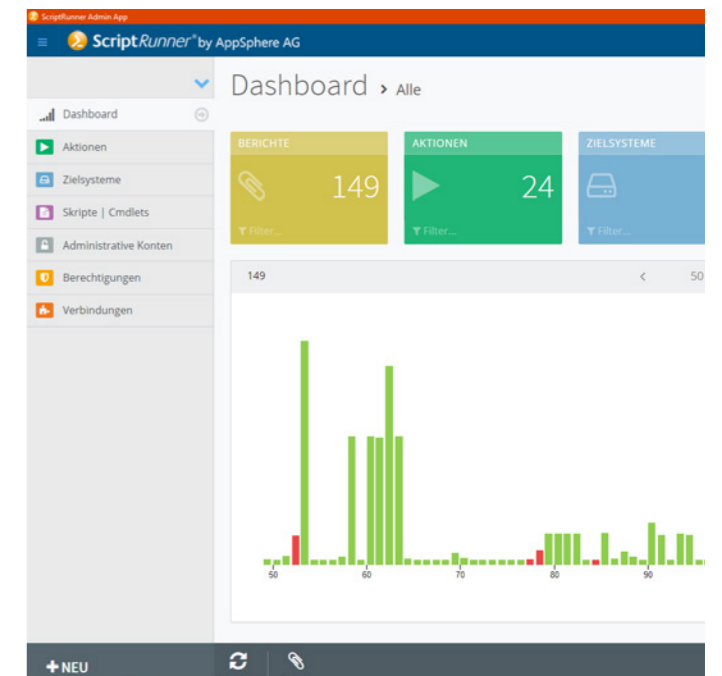 ScriptRunner Admin App
ScriptRunner® by AppSphere AG
Dashboard
Aktionen
Zielsysteme
Skripte | Cmdlets
Administrative Konten
Berechtigungen
Verbindungen
NEU
Dashboard › Alle
BERICHTE
149
Filter...
AKTIONEN
24
Filter...
ZIELSYSTEME
Filter...
149
< 50
50 60 70 80 90